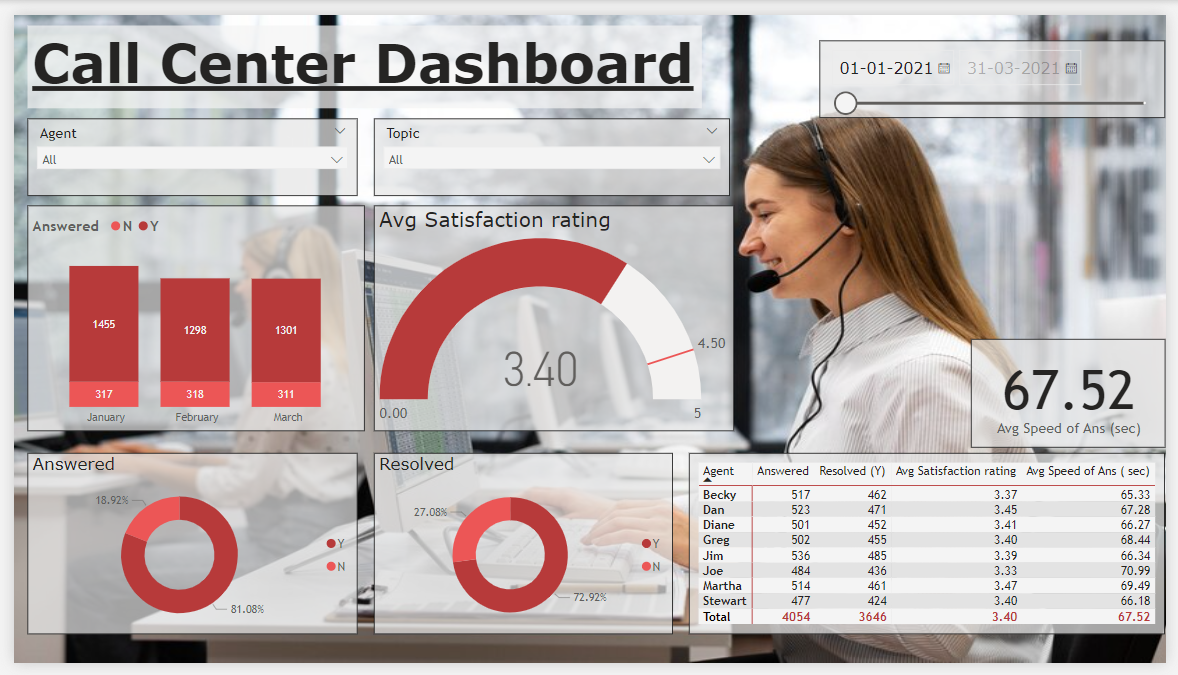 Call Center Dashboard
01-01-2021 31-03-2021
Agent
All
Topic
All
Answered N Y
1455
1298
1301
317
318
311
January
February
March
Avg Satisfaction rating
3.40
4.50
0.00
5
67.52
Avg Speed of Ans (sec)
Answered
18.92%
81.08%
Y
N
Resolved
27.08%
72.92%
Y
N
Agent Answered Resolved (Y) Avg Satisfaction rating Avg Speed of Ans ( sec)
Becky 517 462 3.37 65.33
Dan 523 471 3.45 67.28
Diane 501 452 3.41 66.27
Greg 502 455 3.40 68.44
Jim 536 485 3.39 66.34
Joe 484 436 3.33 70.99
Martha 514 461 3.47 69.49
Stewart 477 424 3.40 66.18
Total 4054 3646 3.40 67.52